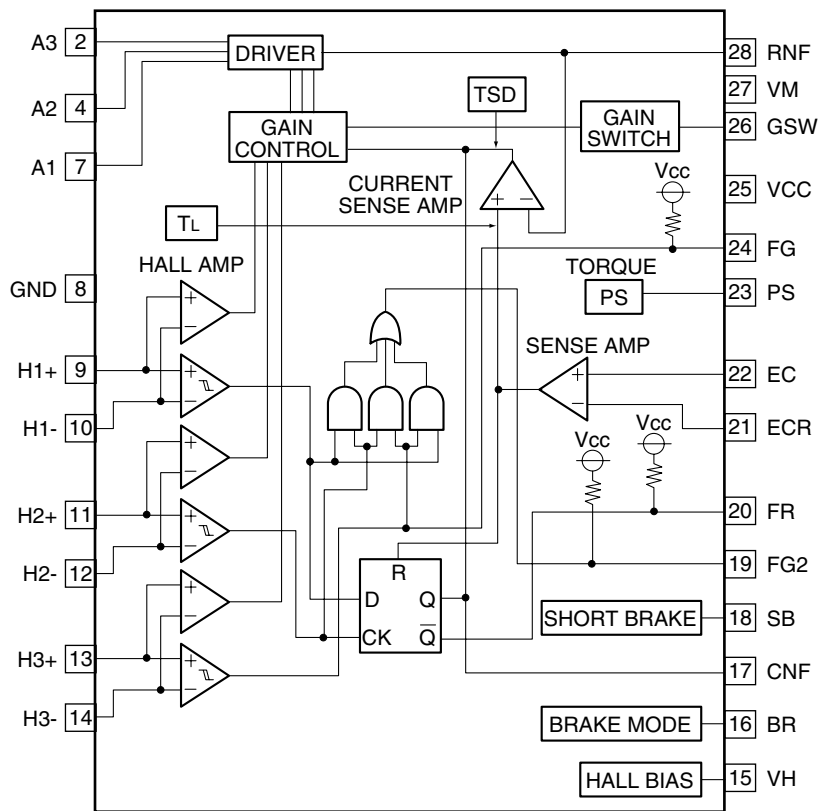 A3 2
A2 4
A1 7
GND 8
H1+ 9
H1- 10
H2+ 11
H2- 12
H3+ 13
H3- 14
DRIVER
GAIN
CONTROL
TSD
GAIN
SWITCH
CURRENT
SENSE AMP
+ −
TL
HALL AMP
+
−
+
−
+
−
+
−
+
−
+
−
Vcc
TORQUE
PS
SENSE AMP
+
−
Vcc
Vcc
R
D Q
CK Q̅
SHORT BRAKE
BRAKE MODE
HALL BIAS
28 RNF
27 VM
26 GSW
25 VCC
24 FG
23 PS
22 EC
21 ECR
20 FR
19 FG2
18 SB
17 CNF
16 BR
15 VH